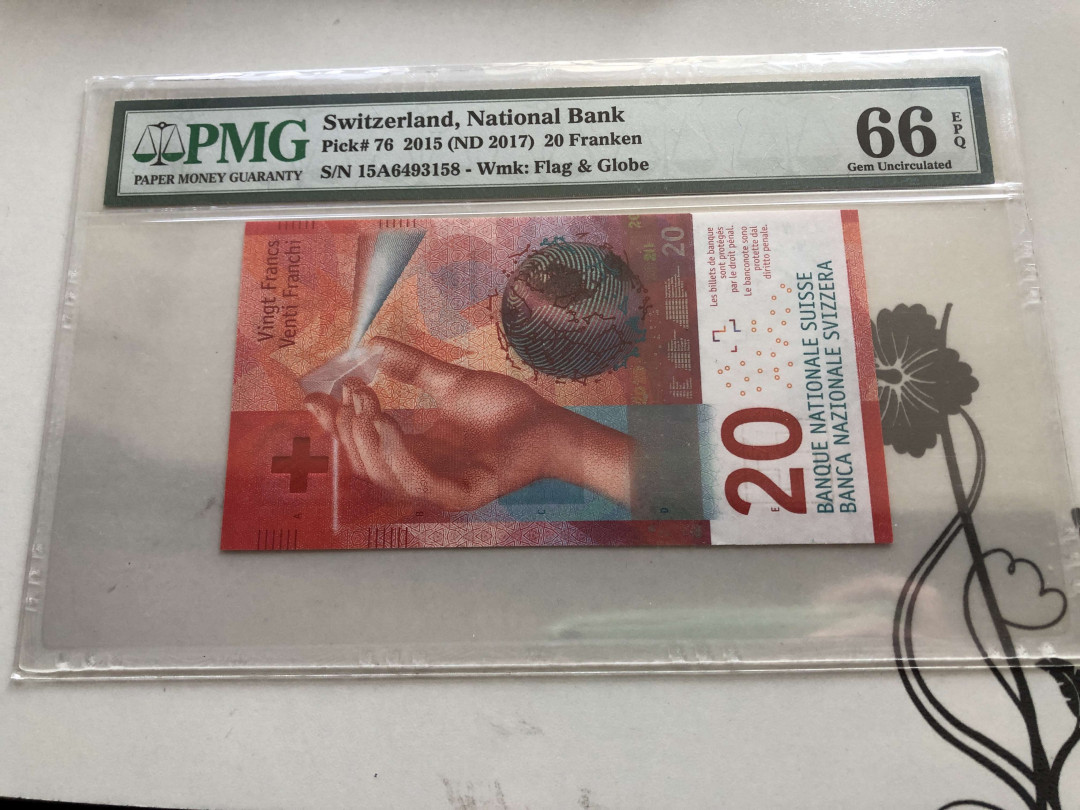 PMG
PAPER MONEY GUARANTY
Switzerland, National Bank
Pick# 76 2015 (ND 2017) 20 Franken
S/N 15A6493158 - Wmk: Flag & Globe
66
EPQ
Gem Uncirculated
Vingt Francs
Venti Franchi
20
20
Les billets de banque
sont protégés
par le droit pénal.
Le banconote sono
protette dal
diritto penale.
20
E
BANQUE NATIONALE SUISSE
BANCA NAZIONALE SVIZZERA
A
B
C
D